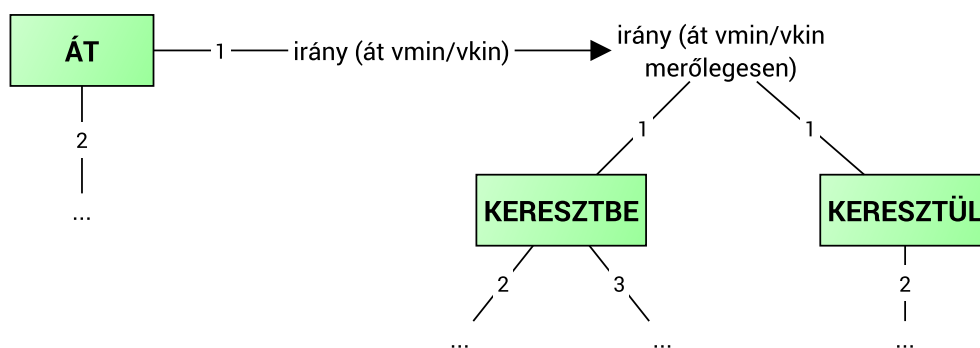 ÁT
1
irány (át vmin/vkin)
irány (át vmin/vkin
merőlegesen)
2
...
1
1
KERESZTBE
KERESZTÜL
2
3
2
...
...
...